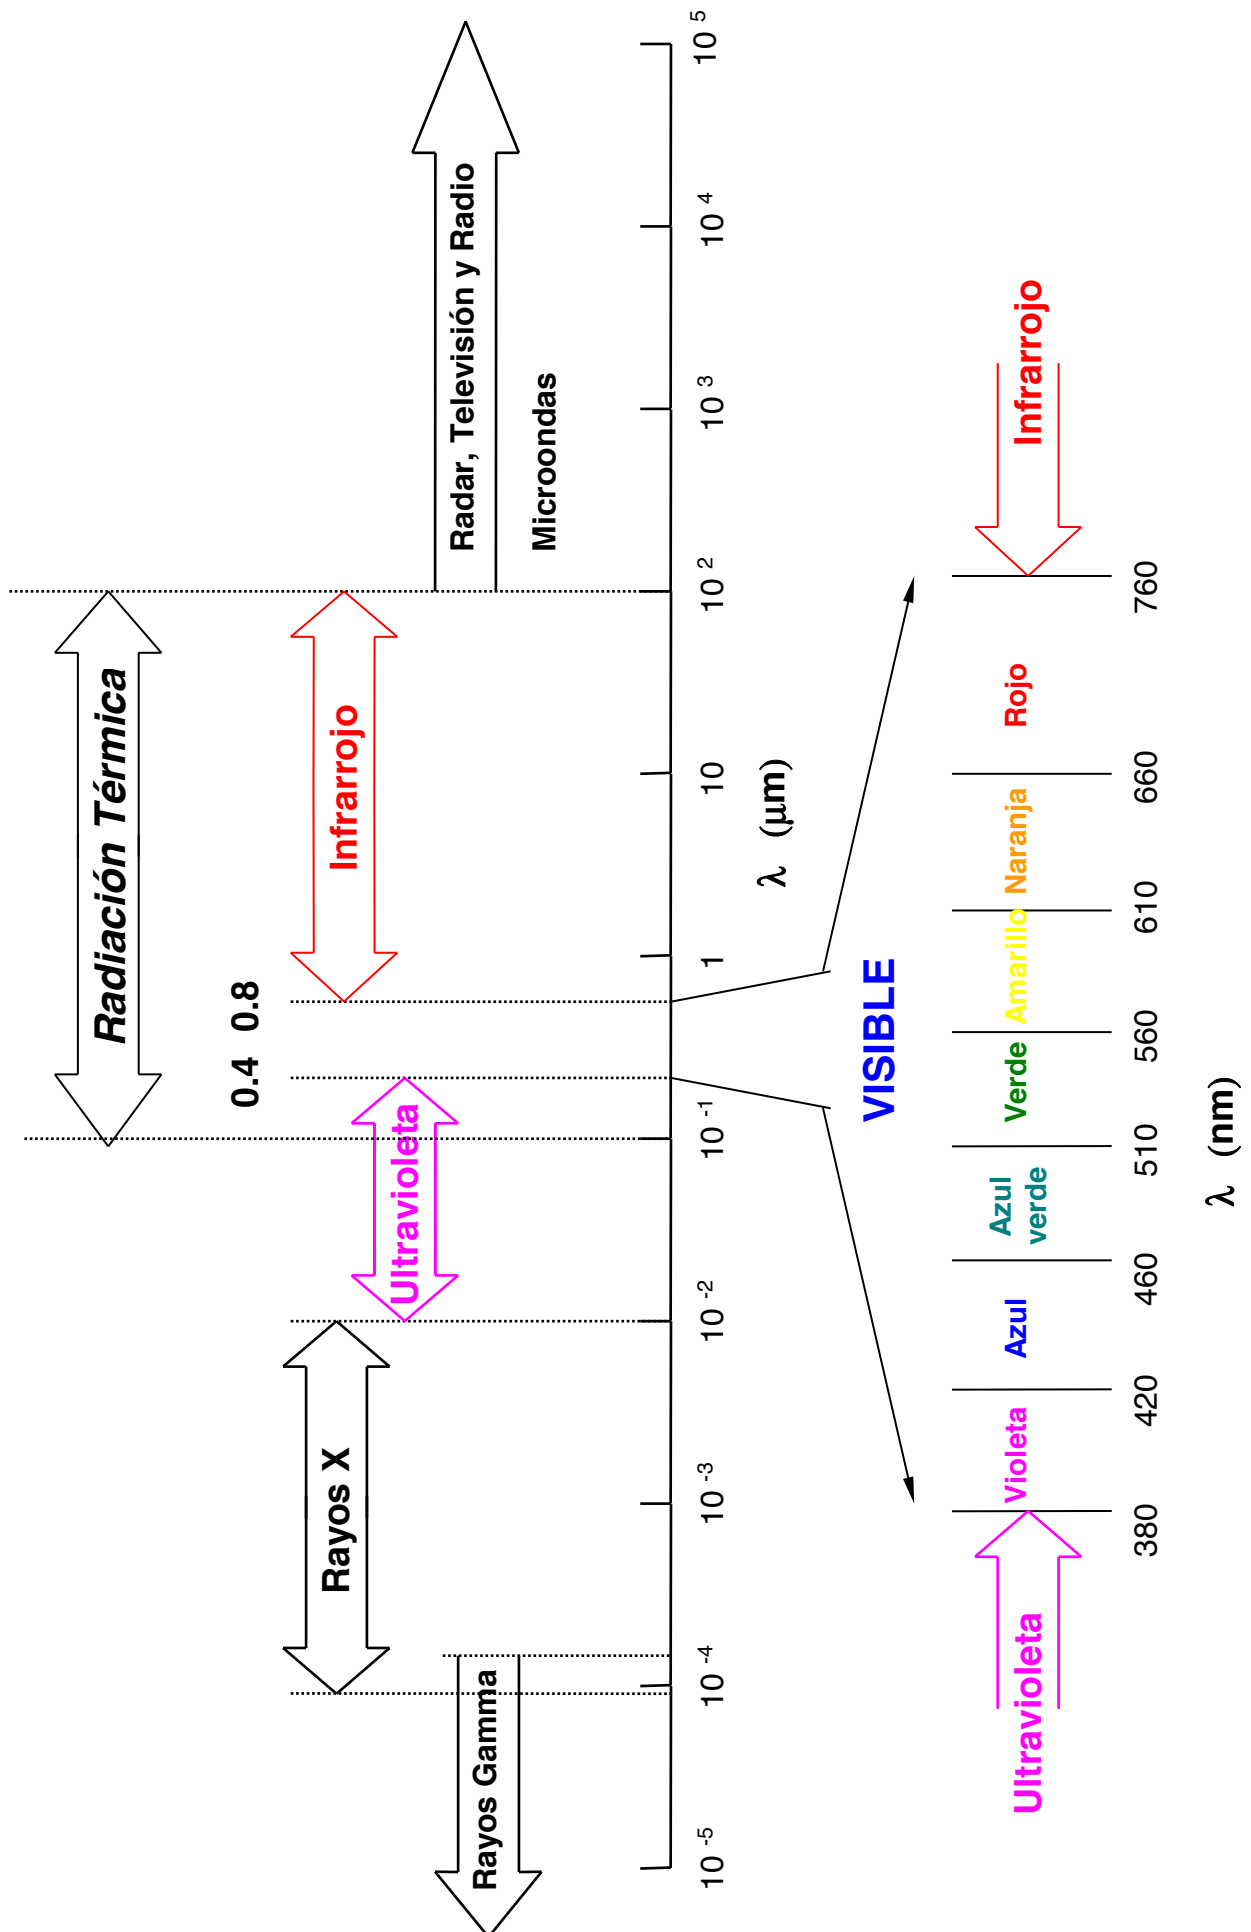 Radiación Térmica
0.4 0.8
Rayos X
Infrarrojo
Ultravioleta
Rayos Gamma
Radar, Televisión y Radio
Microondas
10 -5
10 -4
10 -3
10 -2
10 -1
1
10
10 2
10 3
10 4
10 5
λ (μm)
VISIBLE
Ultravioleta
Violeta
Azul
Azul
verde
Verde
Amarillo
Naranja
Rojo
Infrarrojo
380
420
460
510
560
610
660
760
λ (nm)